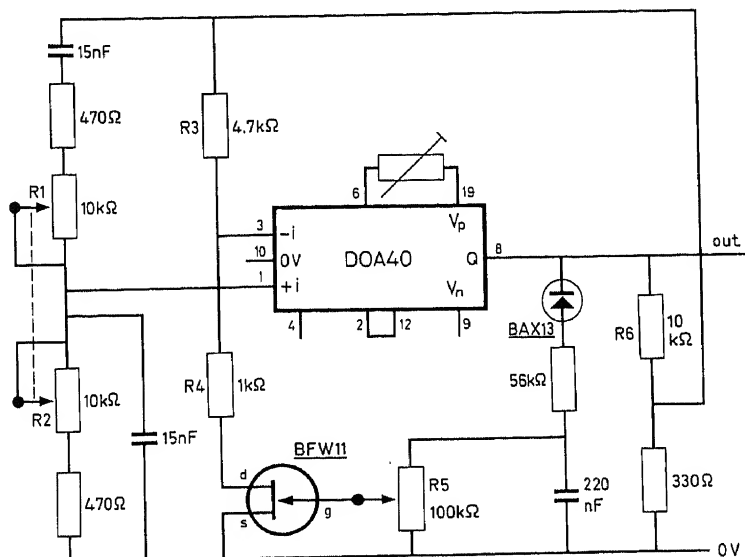 15nF
470Ω
R3
4,7kΩ
R1
10kΩ
6
19
3
-i
Vp
10
0V
DOA40
Q
8
out
1
+i
Vn
4
2
12
9
BAX13
R6
10
kΩ
R4
1kΩ
56kΩ
10kΩ
R2
15nF
BFW11
d
s
g
R5
100kΩ
220
nF
330Ω
470Ω
0V